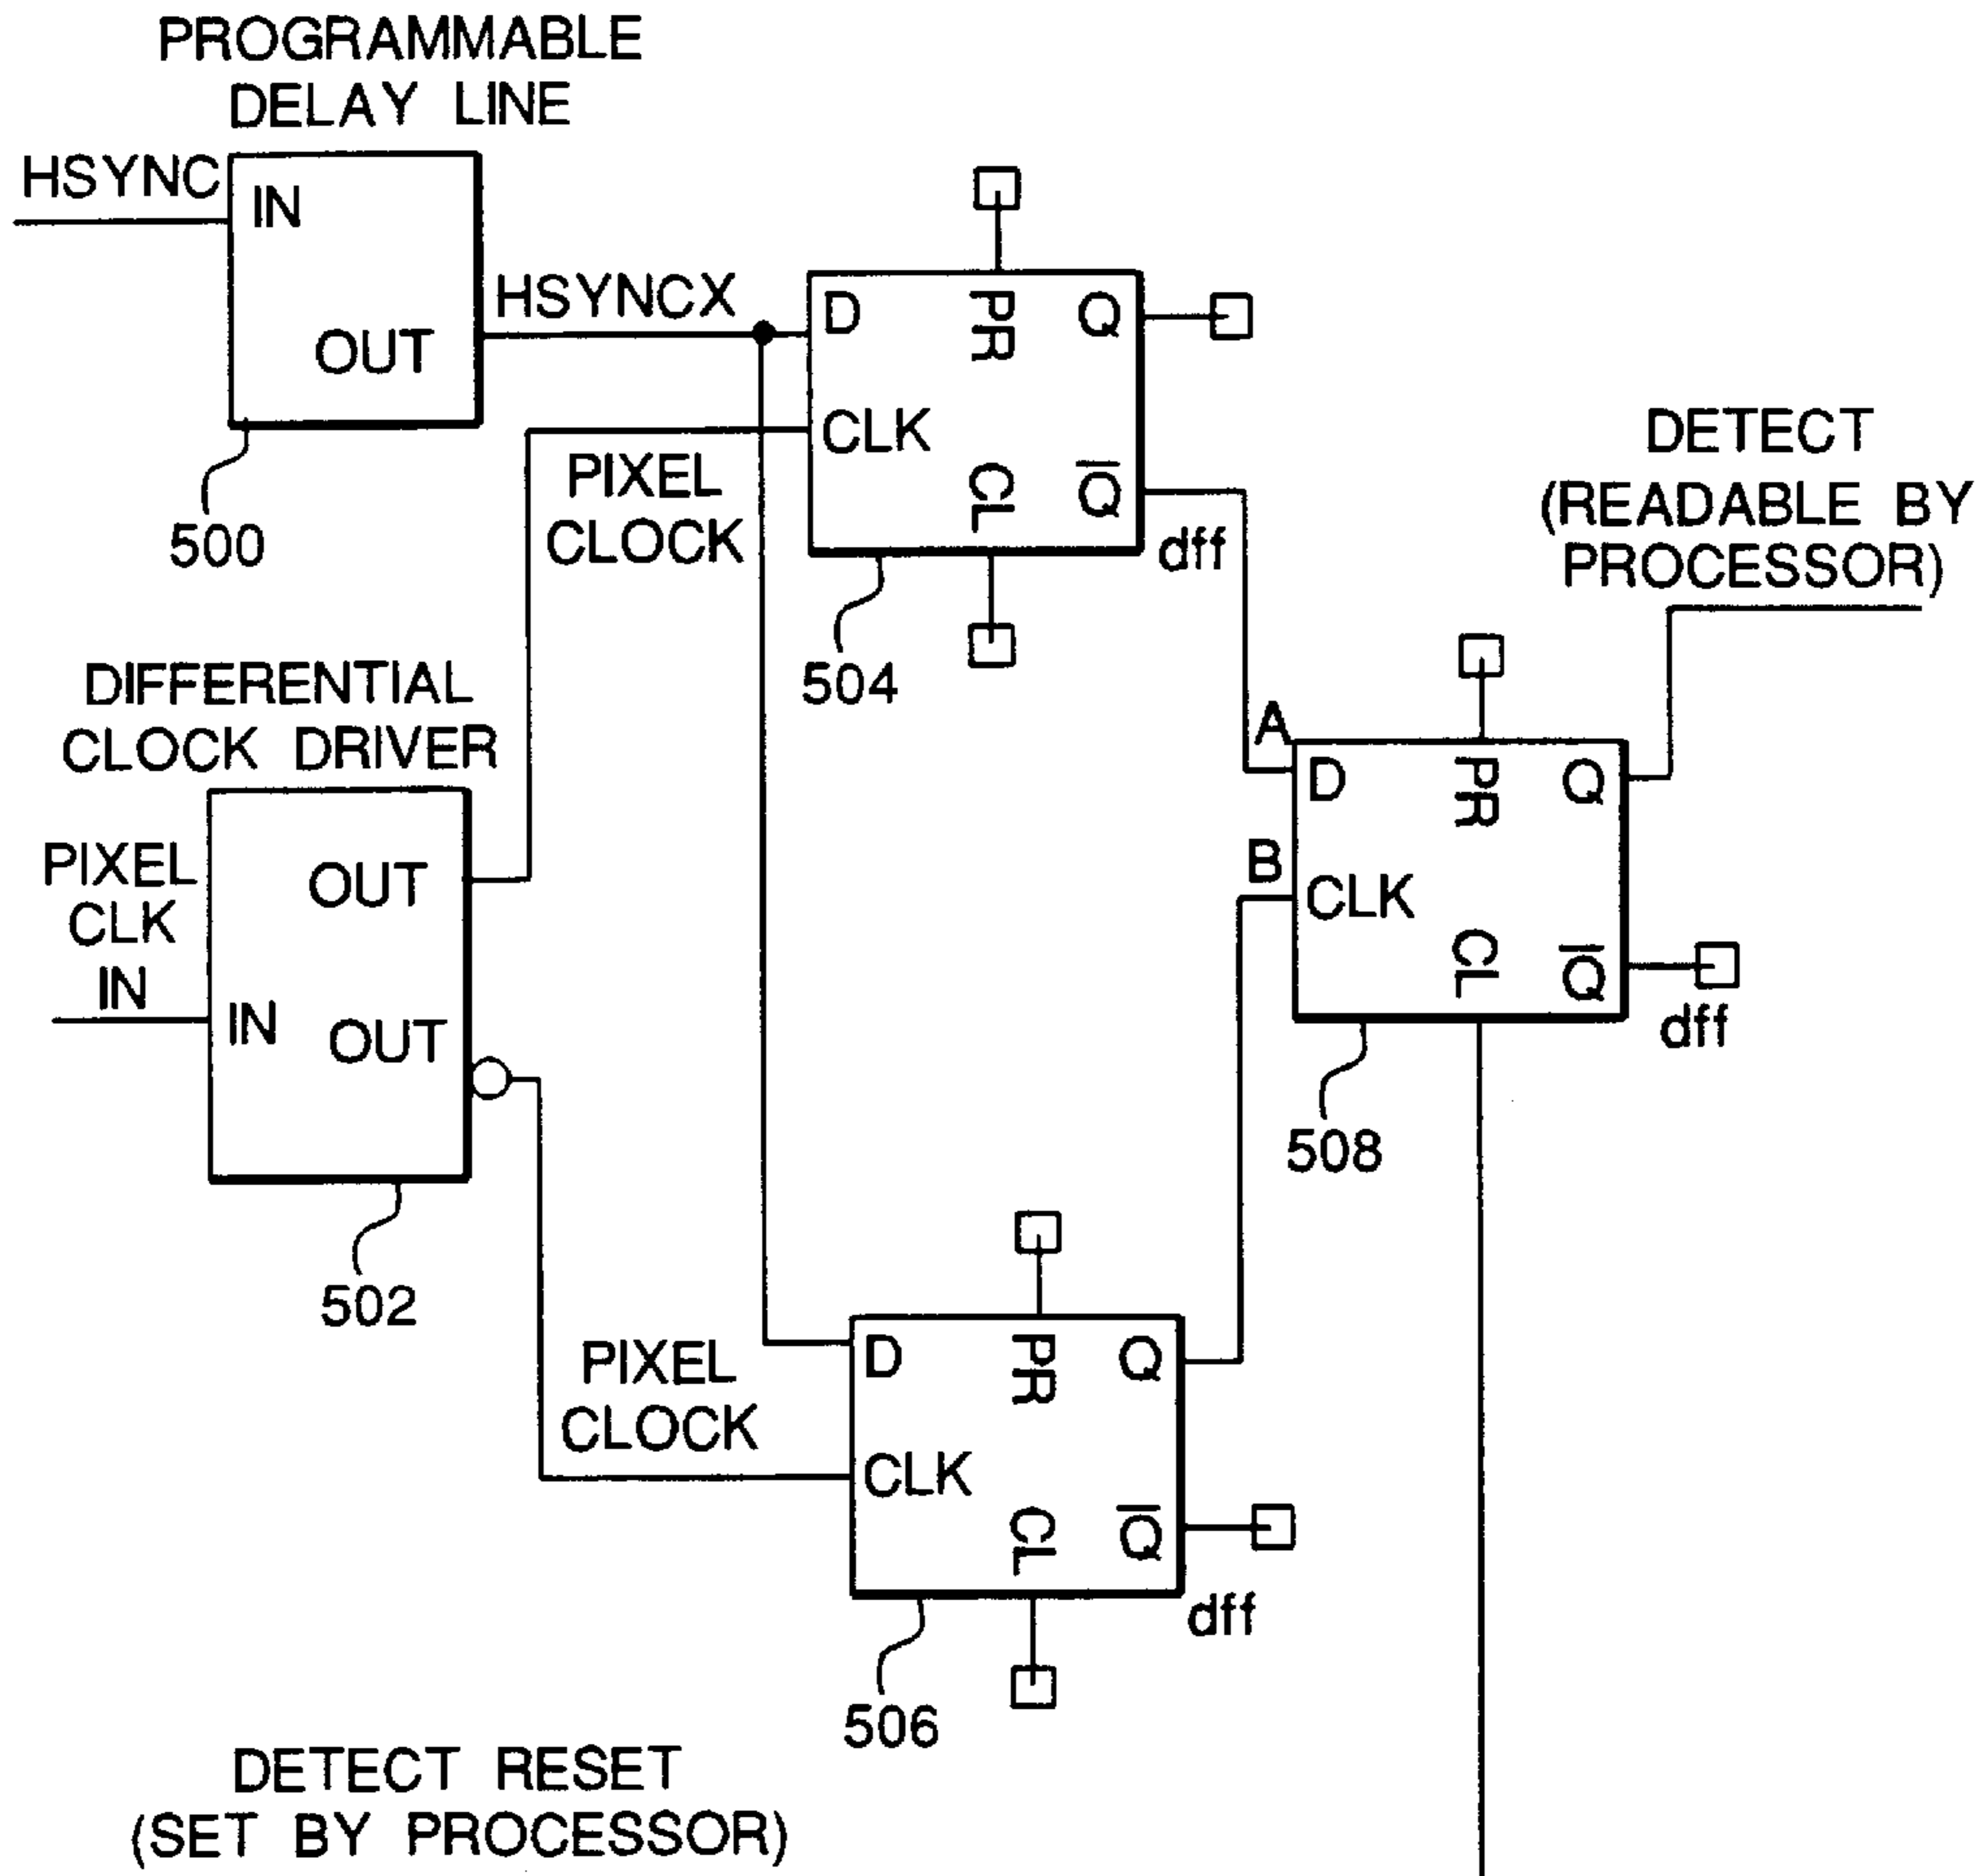 PROGRAMMABLE
DELAY LINE
HSYNC
IN
OUT
500
HSYNCX
D
PR
Q
CLK
CL
Q̅
dff
504
PIXEL
CLOCK
DETECT
(READABLE BY
PROCESSOR)
DIFFERENTIAL
CLOCK DRIVER
PIXEL
CLK
IN
OUT
IN
OUT
502
A
B
D
PR
Q
CLK
CL
Q̅
dff
508
PIXEL
CLOCK
D
PR
Q
CLK
CL
Q̅
dff
506
DETECT RESET
(SET BY PROCESSOR)